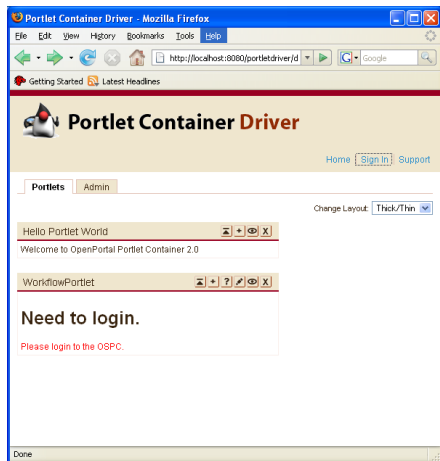 Portlet Container Driver - Mozilla Firefox
File Edit View History Bookmarks Tools Help
http://localhost:8080/portletdriver/d G Google
Getting Started Latest Headlines
Portlet Container Driver
Home Sign In Support
Portlets Admin
Change Layout: Thick/Thin
Hello Portlet World
Welcome to OpenPortal Portlet Container 2.0
WorkflowPortlet
Need to login.
Please login to the OSPC.
Done